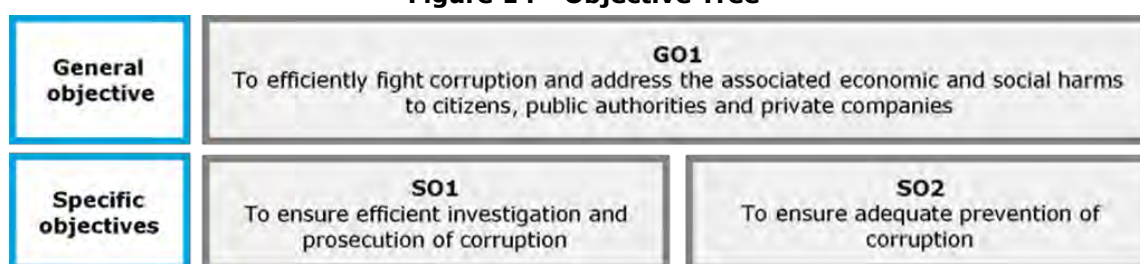 General
objective
GO1
To efficiently fight corruption and address the associated economic and social harms
to citizens, public authorities and private companies
Specific
objectives
SO1
To ensure efficient investigation and
prosecution of corruption
SO2
To ensure adequate prevention of
corruption